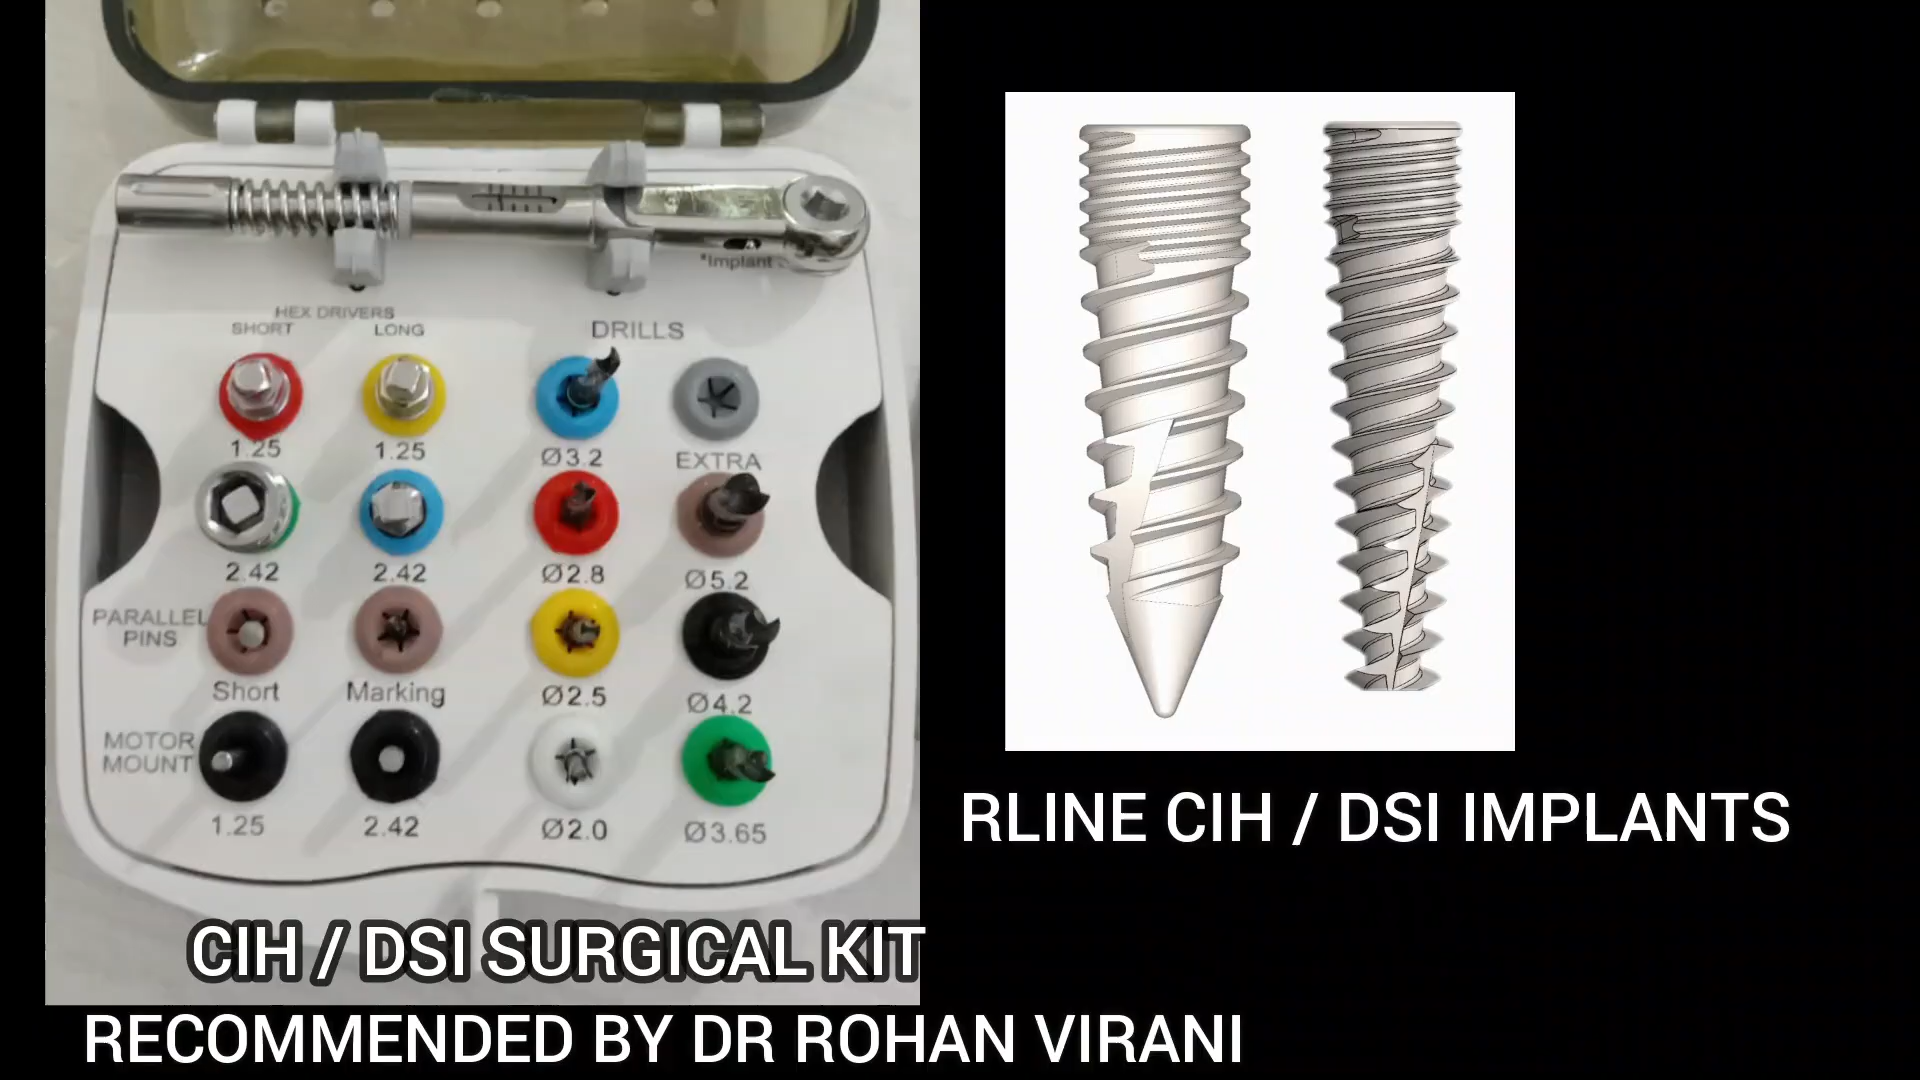 *Implant
HEX DRIVERS
SHORT LONG
DRILLS
1.25 1.25 Ø3.2 EXTRA
2.42 2.42 Ø2.8 Ø5.2
PARALLEL
PINS
Short Marking Ø2.5 Ø4.2
MOTOR
MOUNT
1.25 2.42 Ø2.0 Ø3.65
CIH / DSI SURGICAL KIT
RLINE CIH / DSI IMPLANTS
RECOMMENDED BY DR ROHAN VIRANI